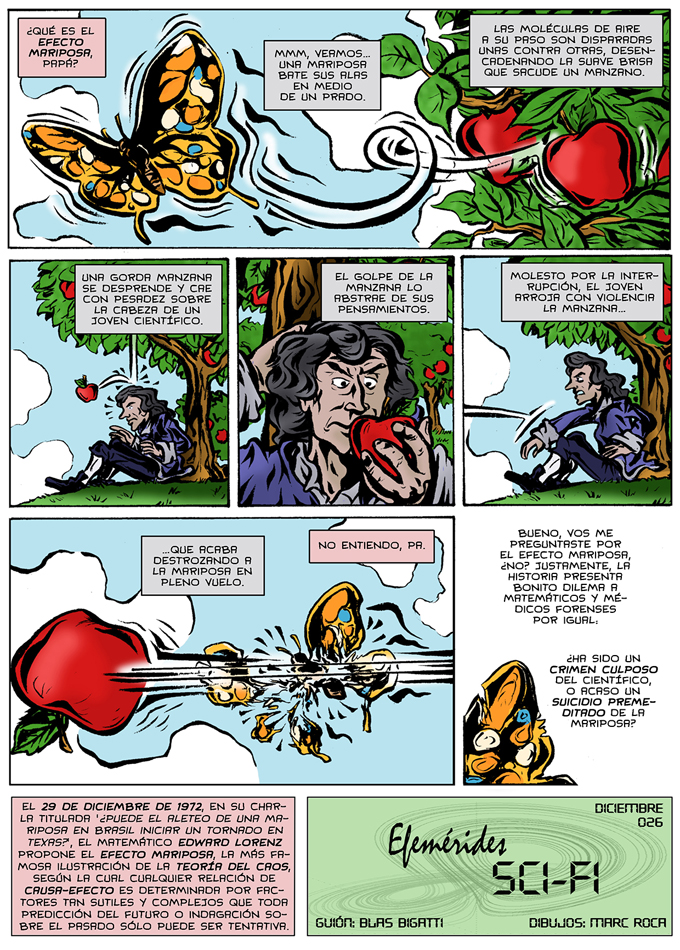 ¿QUÉ ES EL
EFECTO
MARIPOSA,
PAPÁ?
MMM, VEAMOS...
UNA MARIPOSA
BATE SUS ALAS
EN MEDIO
DE UN PRADO.
LAS MOLÉCULAS DE AIRE
A SU PASO SON DISPARADAS
UNAS CONTRA OTRAS, DESEN-
CADENANDO LA SUAVE BRISA
QUE SACUDE UN MANZANO.
UNA GORDA MANZANA
SE DESPRENDE Y CAE
CON PESADEZ SOBRE
LA CABEZA DE UN
JOVEN CIENTÍFICO.
EL GOLPE DE LA
MANZANA LO
ABSTRAE DE SUS
PENSAMIENTOS.
MOLESTO POR LA INTER-
RUPCIÓN, EL JOVEN
ARROJA CON VIOLENCIA
LA MANZANA...
...QUE ACABA
DESTROZANDO A
LA MARIPOSA EN
PLENO VUELO.
NO ENTIENDO, PA.
BUENO, VOS ME
PREGUNTASTE POR
EL EFECTO MARIPOSA,
¿NO? JUSTAMENTE, LA
HISTORIA PRESENTA
BONITO DILEMA A
MATEMÁTICOS Y MÉ-
DICOS FORENSES
POR IGUAL:
¿HA SIDO UN
CRIMEN CULPOSO
DEL CIENTÍFICO,
O ACASO UN
SUICIDIO PREME-
DITADO DE LA
MARIPOSA?
EL 29 DE DICIEMBRE DE 1972, EN SU CHAR-
LA TITULADA '¿PUEDE EL ALETEO DE UNA MA-
RIPOSA EN BRASIL INICIAR UN TORNADO EN
TEXAS?', EL MATEMÁTICO EDWARD LORENZ
PROPONE EL EFECTO MARIPOSA, LA MÁS FA-
MOSA ILUSTRACIÓN DE LA TEORÍA DEL CAOS,
SEGÚN LA CUAL CUALQUIER RELACIÓN DE
CAUSA-EFECTO ES DETERMINADA POR FAC-
TORES TAN SUTILES Y COMPLEJOS QUE TODA
PREDICCIÓN DEL FUTURO O INDAGACIÓN SO-
BRE EL PASADO SÓLO PUEDE SER TENTATIVA.
DICIEMBRE
026
Efemérides
SCI-FI
GUIÓN: BLAS BIGATTI
DIBUJOS: MARC ROCA